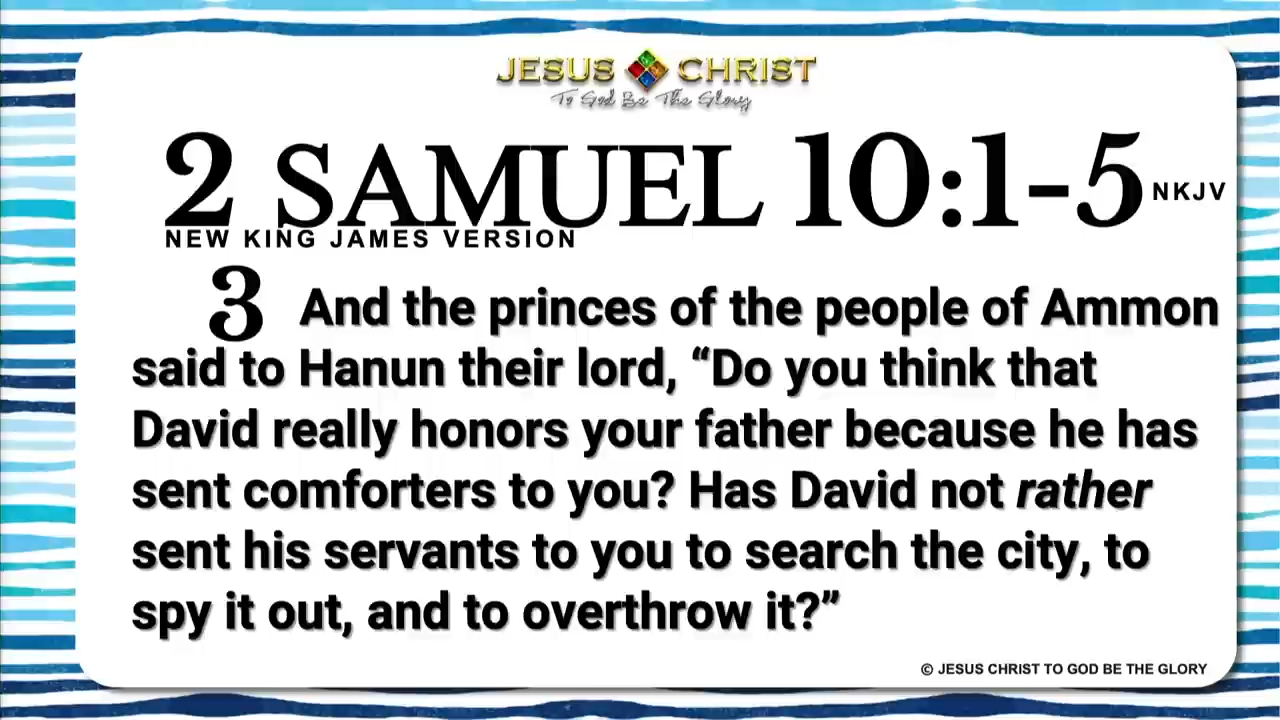 JESUS CHRIST
To God Be The Glory
2 SAMUEL 10:1-5 NKJV
NEW KING JAMES VERSION
3 And the princes of the people of Ammon
said to Hanun their lord, “Do you think that
David really honors your father because he has
sent comforters to you? Has David not rather
sent his servants to you to search the city, to
spy it out, and to overthrow it?”
© JESUS CHRIST TO GOD BE THE GLORY